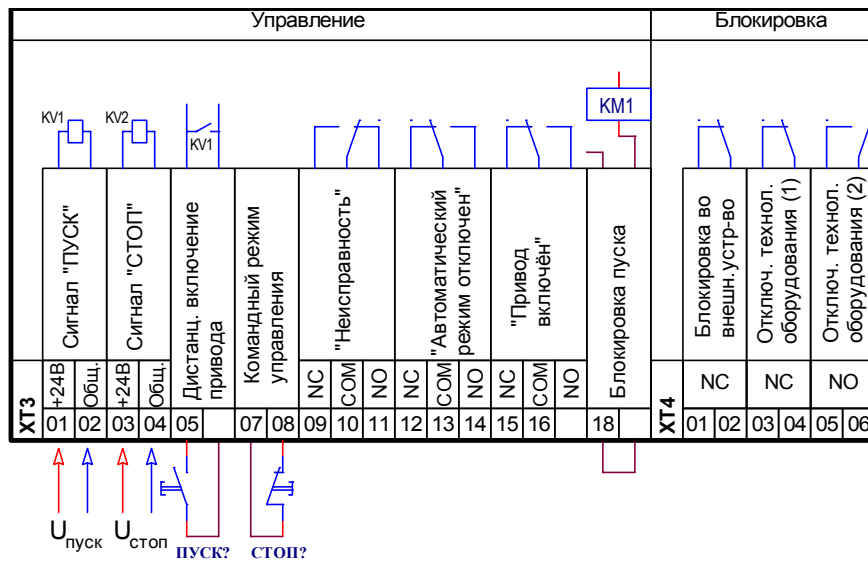 Управление
Блокировка
KV1
KV2
KV1
KM1
Сигнал "ПУСК"
Сигнал "СТОП"
Дистанц. включение
привода
Командный режим
управления
"Неисправность"
"Автоматический
режим отключен"
"Привод
включён"
Блокировка пуска
Блокировка во
внешн.устр-во
Отключ. технол.
оборудования (1)
Отключ. технол.
оборудования (2)
XT3
+24В
Общ.
+24В
Общ.
NC
COM
NO
NC
COM
NO
NC
COM
NO
XT4
NC
NC
NO
01 02 03 04 05 07 08 09 10 11 12 13 14 15 16 18
01 02 03 04 05 06
Uпуск
Uстоп
ПУСК?
СТОП?